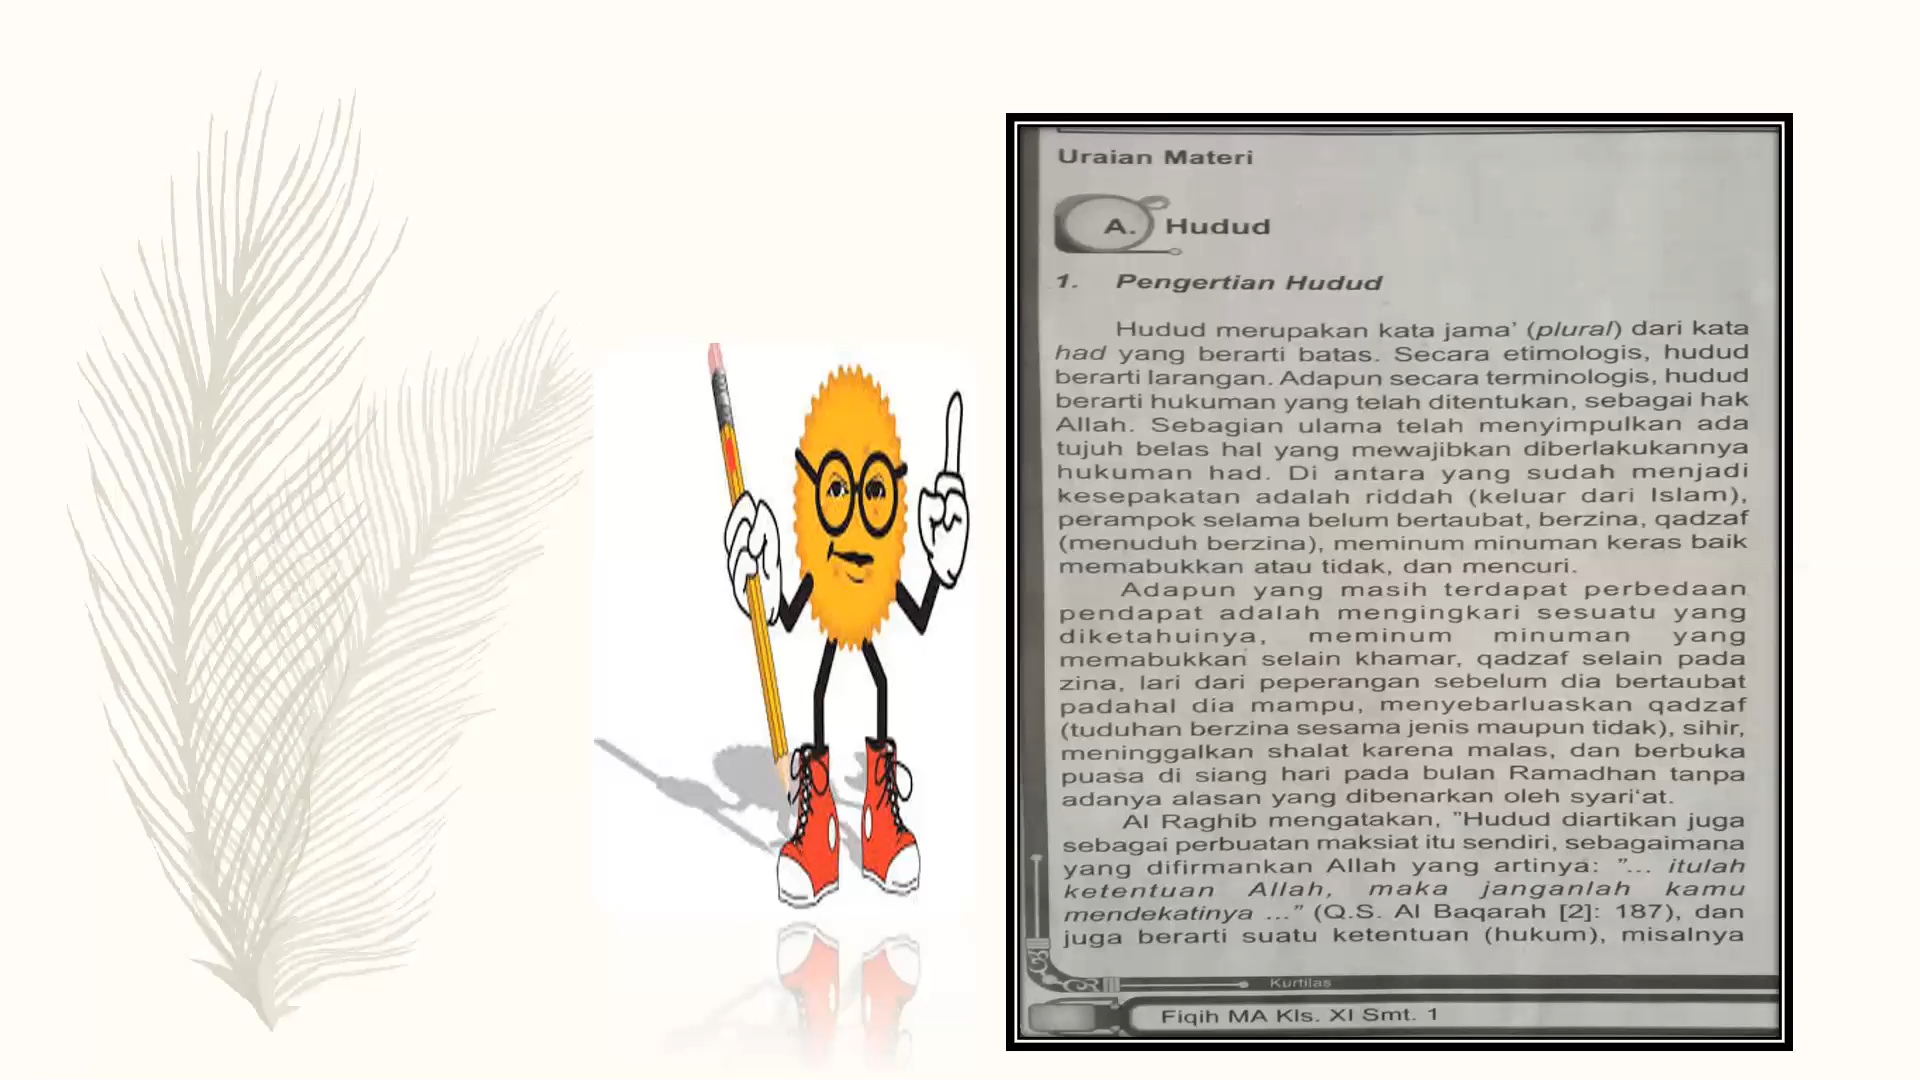 Uraian Materi
A. Hudud
1. Pengertian Hudud
Hudud merupakan kata jama' (plural) dari kata
had yang berarti batas. Secara etimologis, hudud
berarti larangan. Adapun secara terminologis, hudud
berarti hukuman yang telah ditentukan, sebagai hak
Allah. Sebagian ulama telah menyimpulkan ada
tujuh belas hal yang mewajibkan diberlakukannya
hukuman had. Di antara yang sudah menjadi
kesepakatan adalah riddah (keluar dari Islam),
perampok selama belum bertaubat, berzina, qadzaf
(menuduh berzina), meminum minuman keras baik
memabukkan atau tidak, dan mencuri.
Adapun yang masih terdapat perbedaan
pendapat adalah mengingkari sesuatu yang
diketahuinya, meminum minuman yang
memabukkan selain khamar, qadzaf selain pada
zina, lari dari peperangan sebelum dia bertaubat
padahal dia mampu, menyebarluaskan qadzaf
(tuduhan berzina sesama jenis maupun tidak), sihir,
meninggalkan shalat karena malas, dan berbuka
puasa di siang hari pada bulan Ramadhan tanpa
adanya alasan yang dibenarkan oleh syari'at.
Al Raghib mengatakan, "Hudud diartikan juga
sebagai perbuatan maksiat itu sendiri, sebagaimana
yang difirmankan Allah yang artinya: "... itulah
ketentuan Allah, maka janganlah kamu
mendekatinya ..." (Q.S. Al Baqarah [2]: 187), dan
juga berarti suatu ketentuan (hukum), misalnya
Kurtilas
Fiqih MA Kls. XI Smt. 1